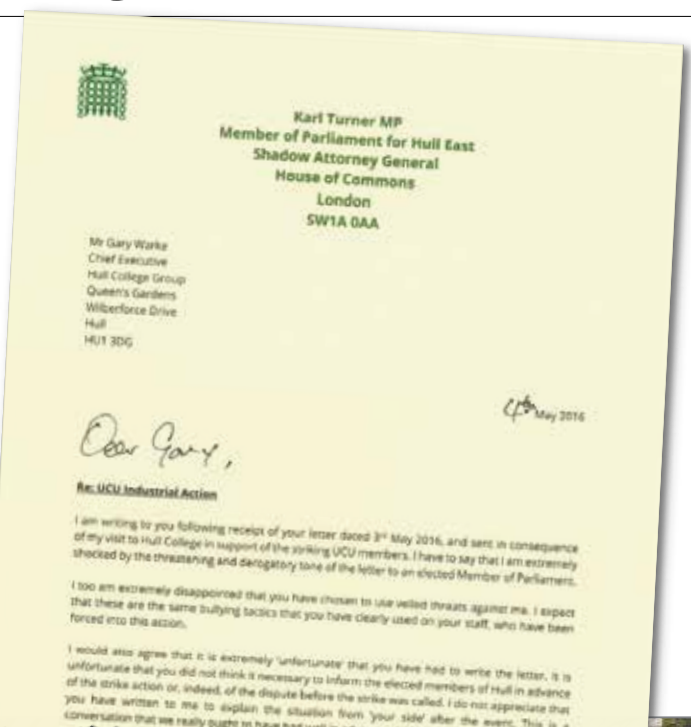 Karl Turner MP
Member of Parliament for Hull East
Shadow Attorney General
House of Commons
London
SW1A 0AA
Mr Gary Warke
Chief Executive
Hull College Group
Queen's Gardens
Wilberforce Drive
Hull
HU1 3DG
4th May 2016
Dear Gary,
Re: UCU Industrial Action
I am writing to you following receipt of your letter dated 3rd May 2016, and sent in consequence
of my visit to Hull College in support of the striking UCU members. I have to say that I am extremely
shocked by the threatening and derogatory tone of the letter to an elected Member of Parliament.
I too am extremely disappointed that you have chosen to use veiled threats against me. I expect
that these are the same bullying tactics that you have clearly used on your staff, who have been
forced into this action.
I would also agree that it is extremely 'unfortunate' that you have had to write the letter. It is
unfortunate that you did not think it necessary to inform the elected members of Hull in advance
of the strike action or, indeed, of the dispute before the strike was called. I do not appreciate that
you have written to me to explain the situation from 'your side' after the event. This is a
conversation that we really ought to have had